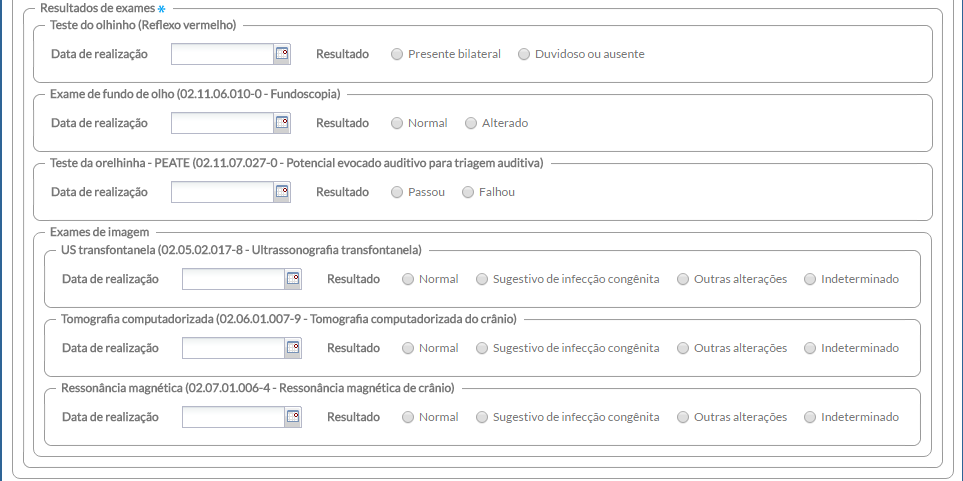 Resultados de exames *
Teste do olhinho (Reflexo vermelho)
Data de realização Resultado Presente bilateral Duvidoso ou ausente
Exame de fundo de olho (02.11.06.010-0 - Fundoscopia)
Data de realização Resultado Normal Alterado
Teste da orelhinha - PEATE (02.11.07.027-0 - Potencial evocado auditivo para triagem auditiva)
Data de realização Resultado Passou Falhou
Exames de imagem
US transfontanela (02.05.02.017-8 - Ultrassonografia transfontanela)
Data de realização Resultado Normal Sugestivo de infecção congênita Outras alterações Indeterminado
Tomografia computadorizada (02.06.01.007-9 - Tomografia computadorizada do crânio)
Data de realização Resultado Normal Sugestivo de infecção congênita Outras alterações Indeterminado
Ressonância magnética (02.07.01.006-4 - Ressonância magnética de crânio)
Data de realização Resultado Normal Sugestivo de infecção congênita Outras alterações Indeterminado